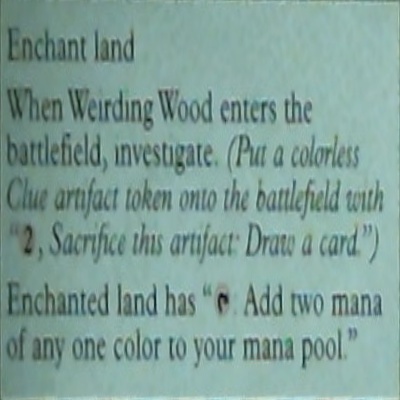 Enchant land
When Weirding Wood enters the
battlefield, investigate. (Put a colorless
Clue artifact token onto the battlefield with
"2, Sacrifice this artifact: Draw a card.")
Enchanted land has ": Add two mana
of any one color to your mana pool."